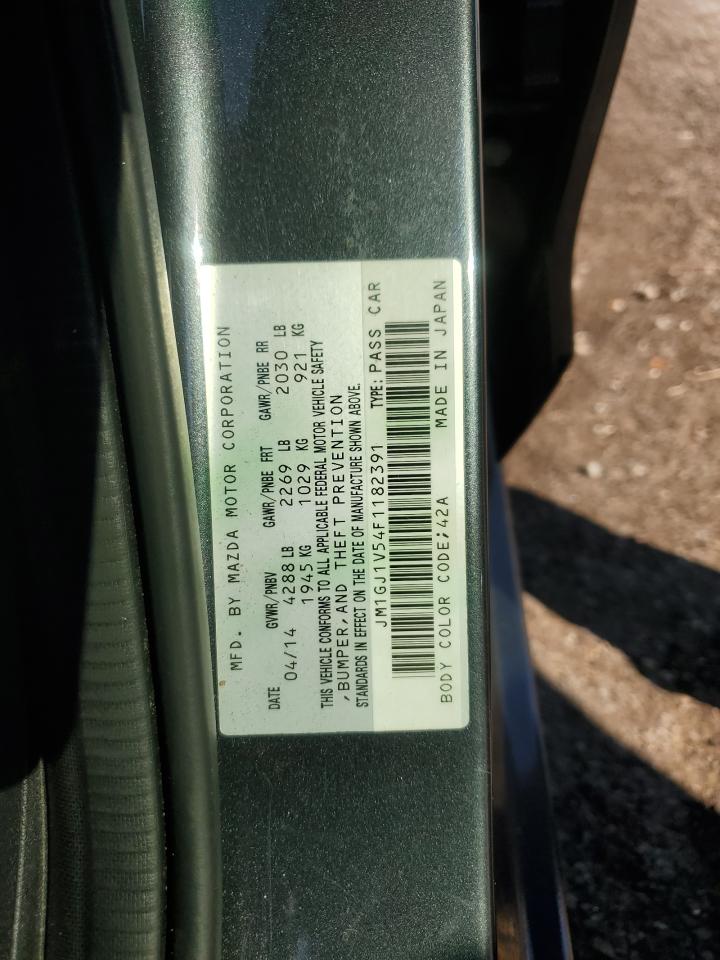 MFD. BY MAZDA MOTOR CORPORATION
DATE GVWR/PNBV GAWR/PNBE FRT GAWR/PNBE RR
04/14 4288 LB 2269 LB 2030 LB
1945 KG 1029 KG 921 KG
THIS VEHICLE CONFORMS TO ALL APPLICABLE FEDERAL MOTOR VEHICLE SAFETY
,BUMPER,AND THEFT PREVENTION
STANDARDS IN EFFECT ON THE DATE OF MANUFACTURE SHOWN ABOVE.
JM1GJ1V54F1182391 TYPE: PASS CAR
BODY COLOR CODE;42A MADE IN JAPAN